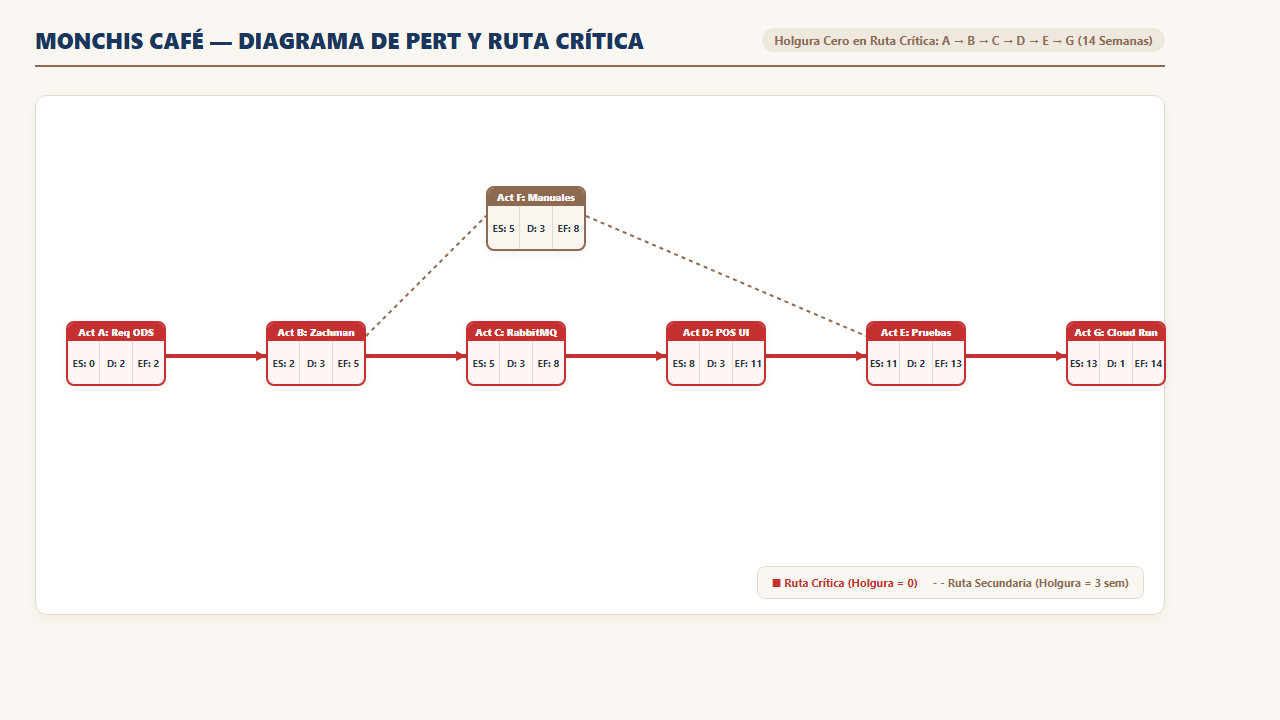 MONCHIS CAFÉ — DIAGRAMA DE PERT Y RUTA CRÍTICA
Holgura Cero en Ruta Crítica: A → B → C → D → E → G (14 Semanas)
Act F: Manuales
ES: 5 D: 3 EF: 8
Act A: Req ODS
ES: 0 D: 2 EF: 2
Act B: Zachman
ES: 2 D: 3 EF: 5
Act C: RabbitMQ
ES: 5 D: 3 EF: 8
Act D: POS UI
ES: 8 D: 3 EF: 11
Act E: Pruebas
ES: 11 D: 2 EF: 13
Act G: Cloud Run
ES: 13 D: 1 EF: 14
■ Ruta Crítica (Holgura = 0) - - Ruta Secundaria (Holgura = 3 sem)